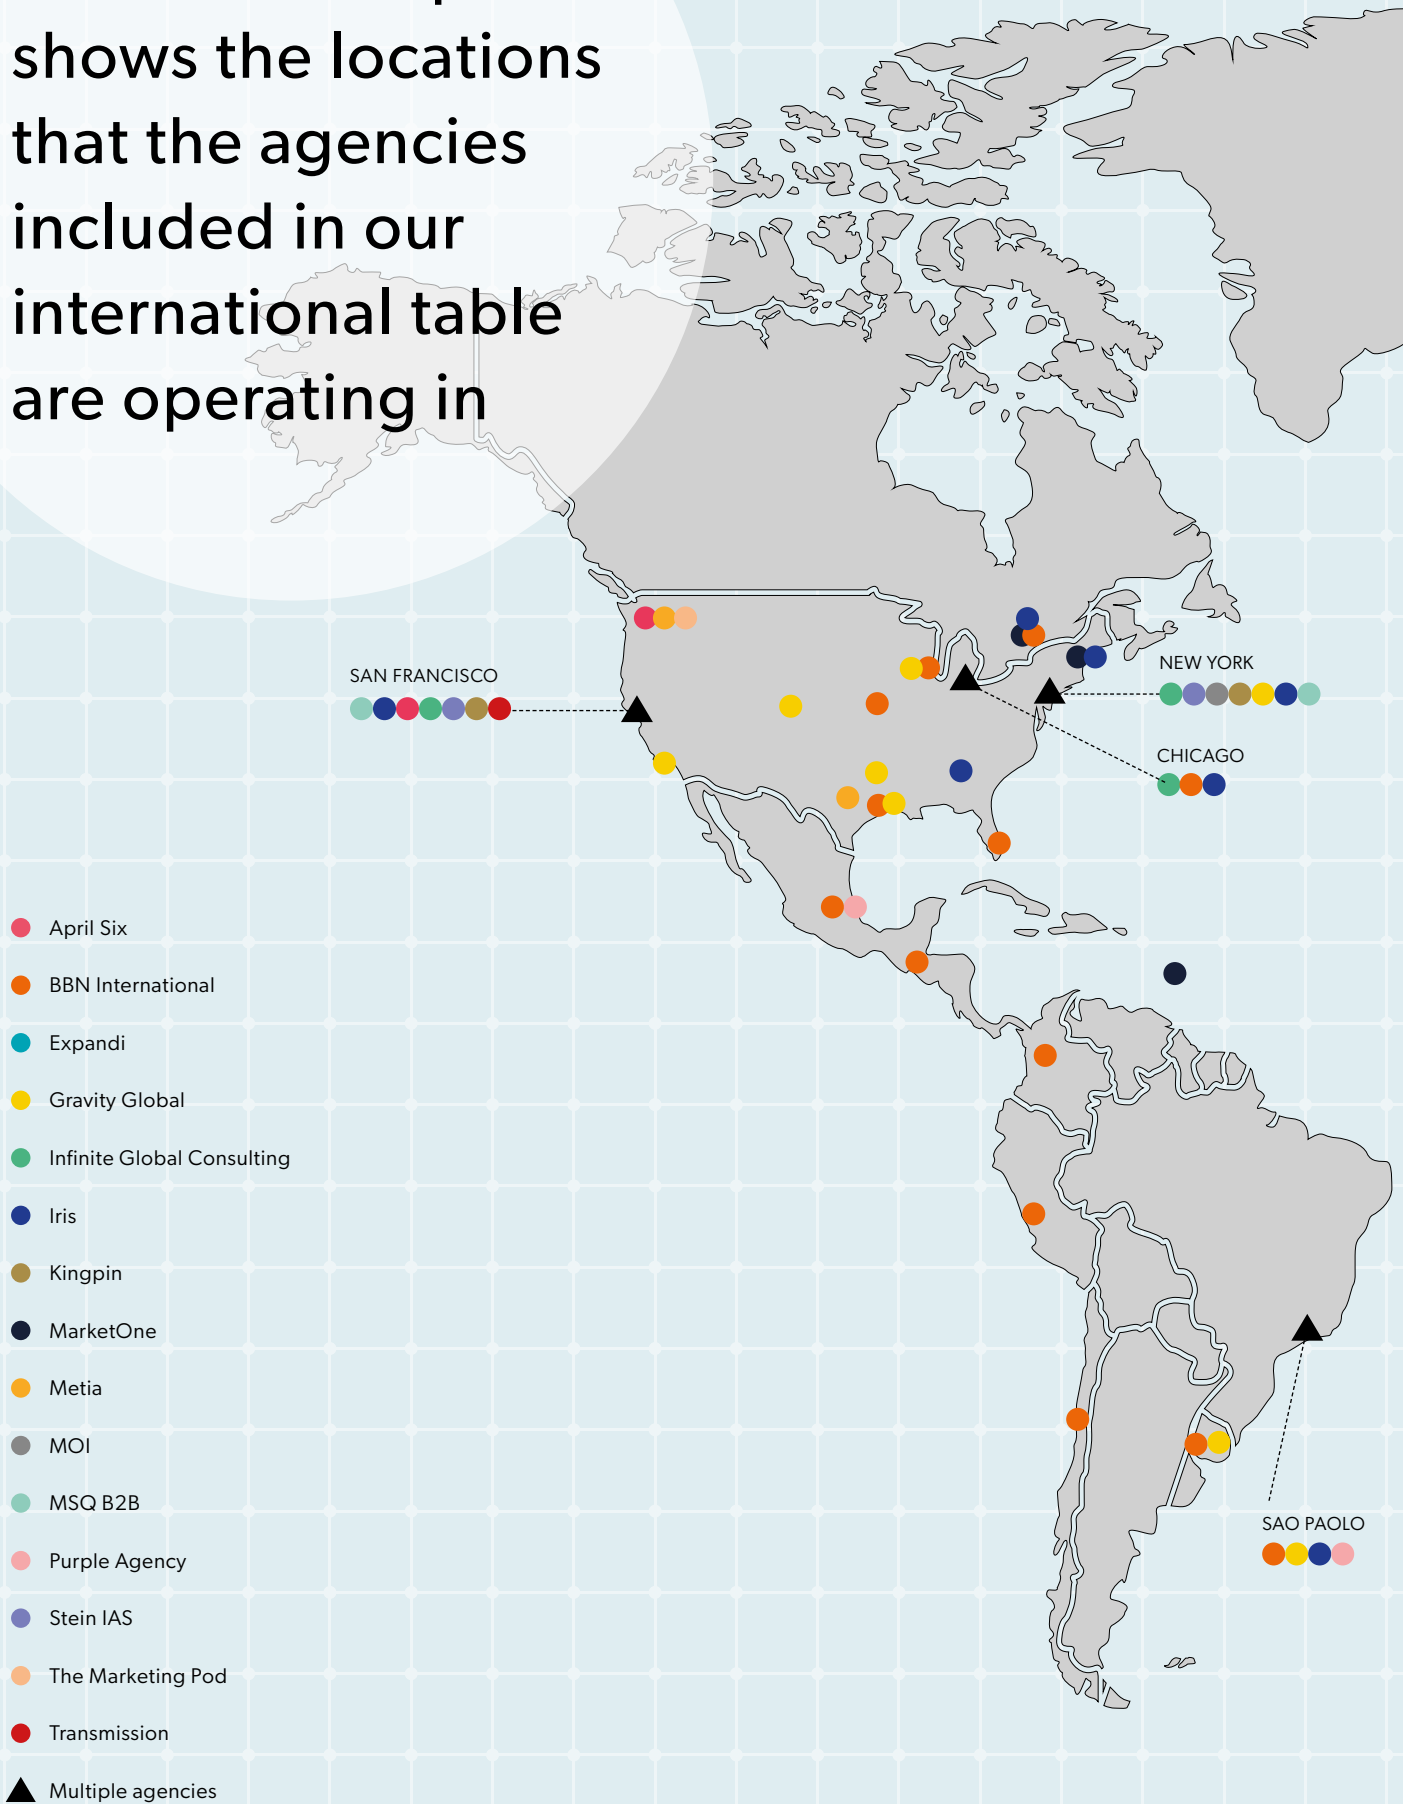 shows the locations
that the agencies
included in our
international table
are operating in
SAN FRANCISCO
NEW YORK
CHICAGO
April Six
BBN International
Expandi
Gravity Global
Infinite Global Consulting
Iris
Kingpin
MarketOne
Metia
MOI
MSQ B2B
Purple Agency
Stein IAS
SAO PAOLO
The Marketing Pod
Transmission
Multiple agencies